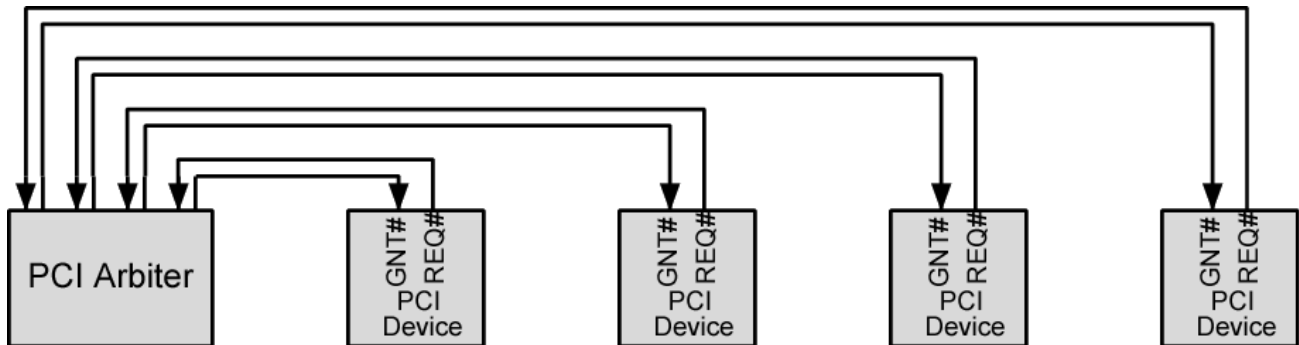 PCI Arbiter
GNT#
REQ#
PCI
Device
GNT#
REQ#
PCI
Device
GNT#
REQ#
PCI
Device
GNT#
REQ#
PCI
Device